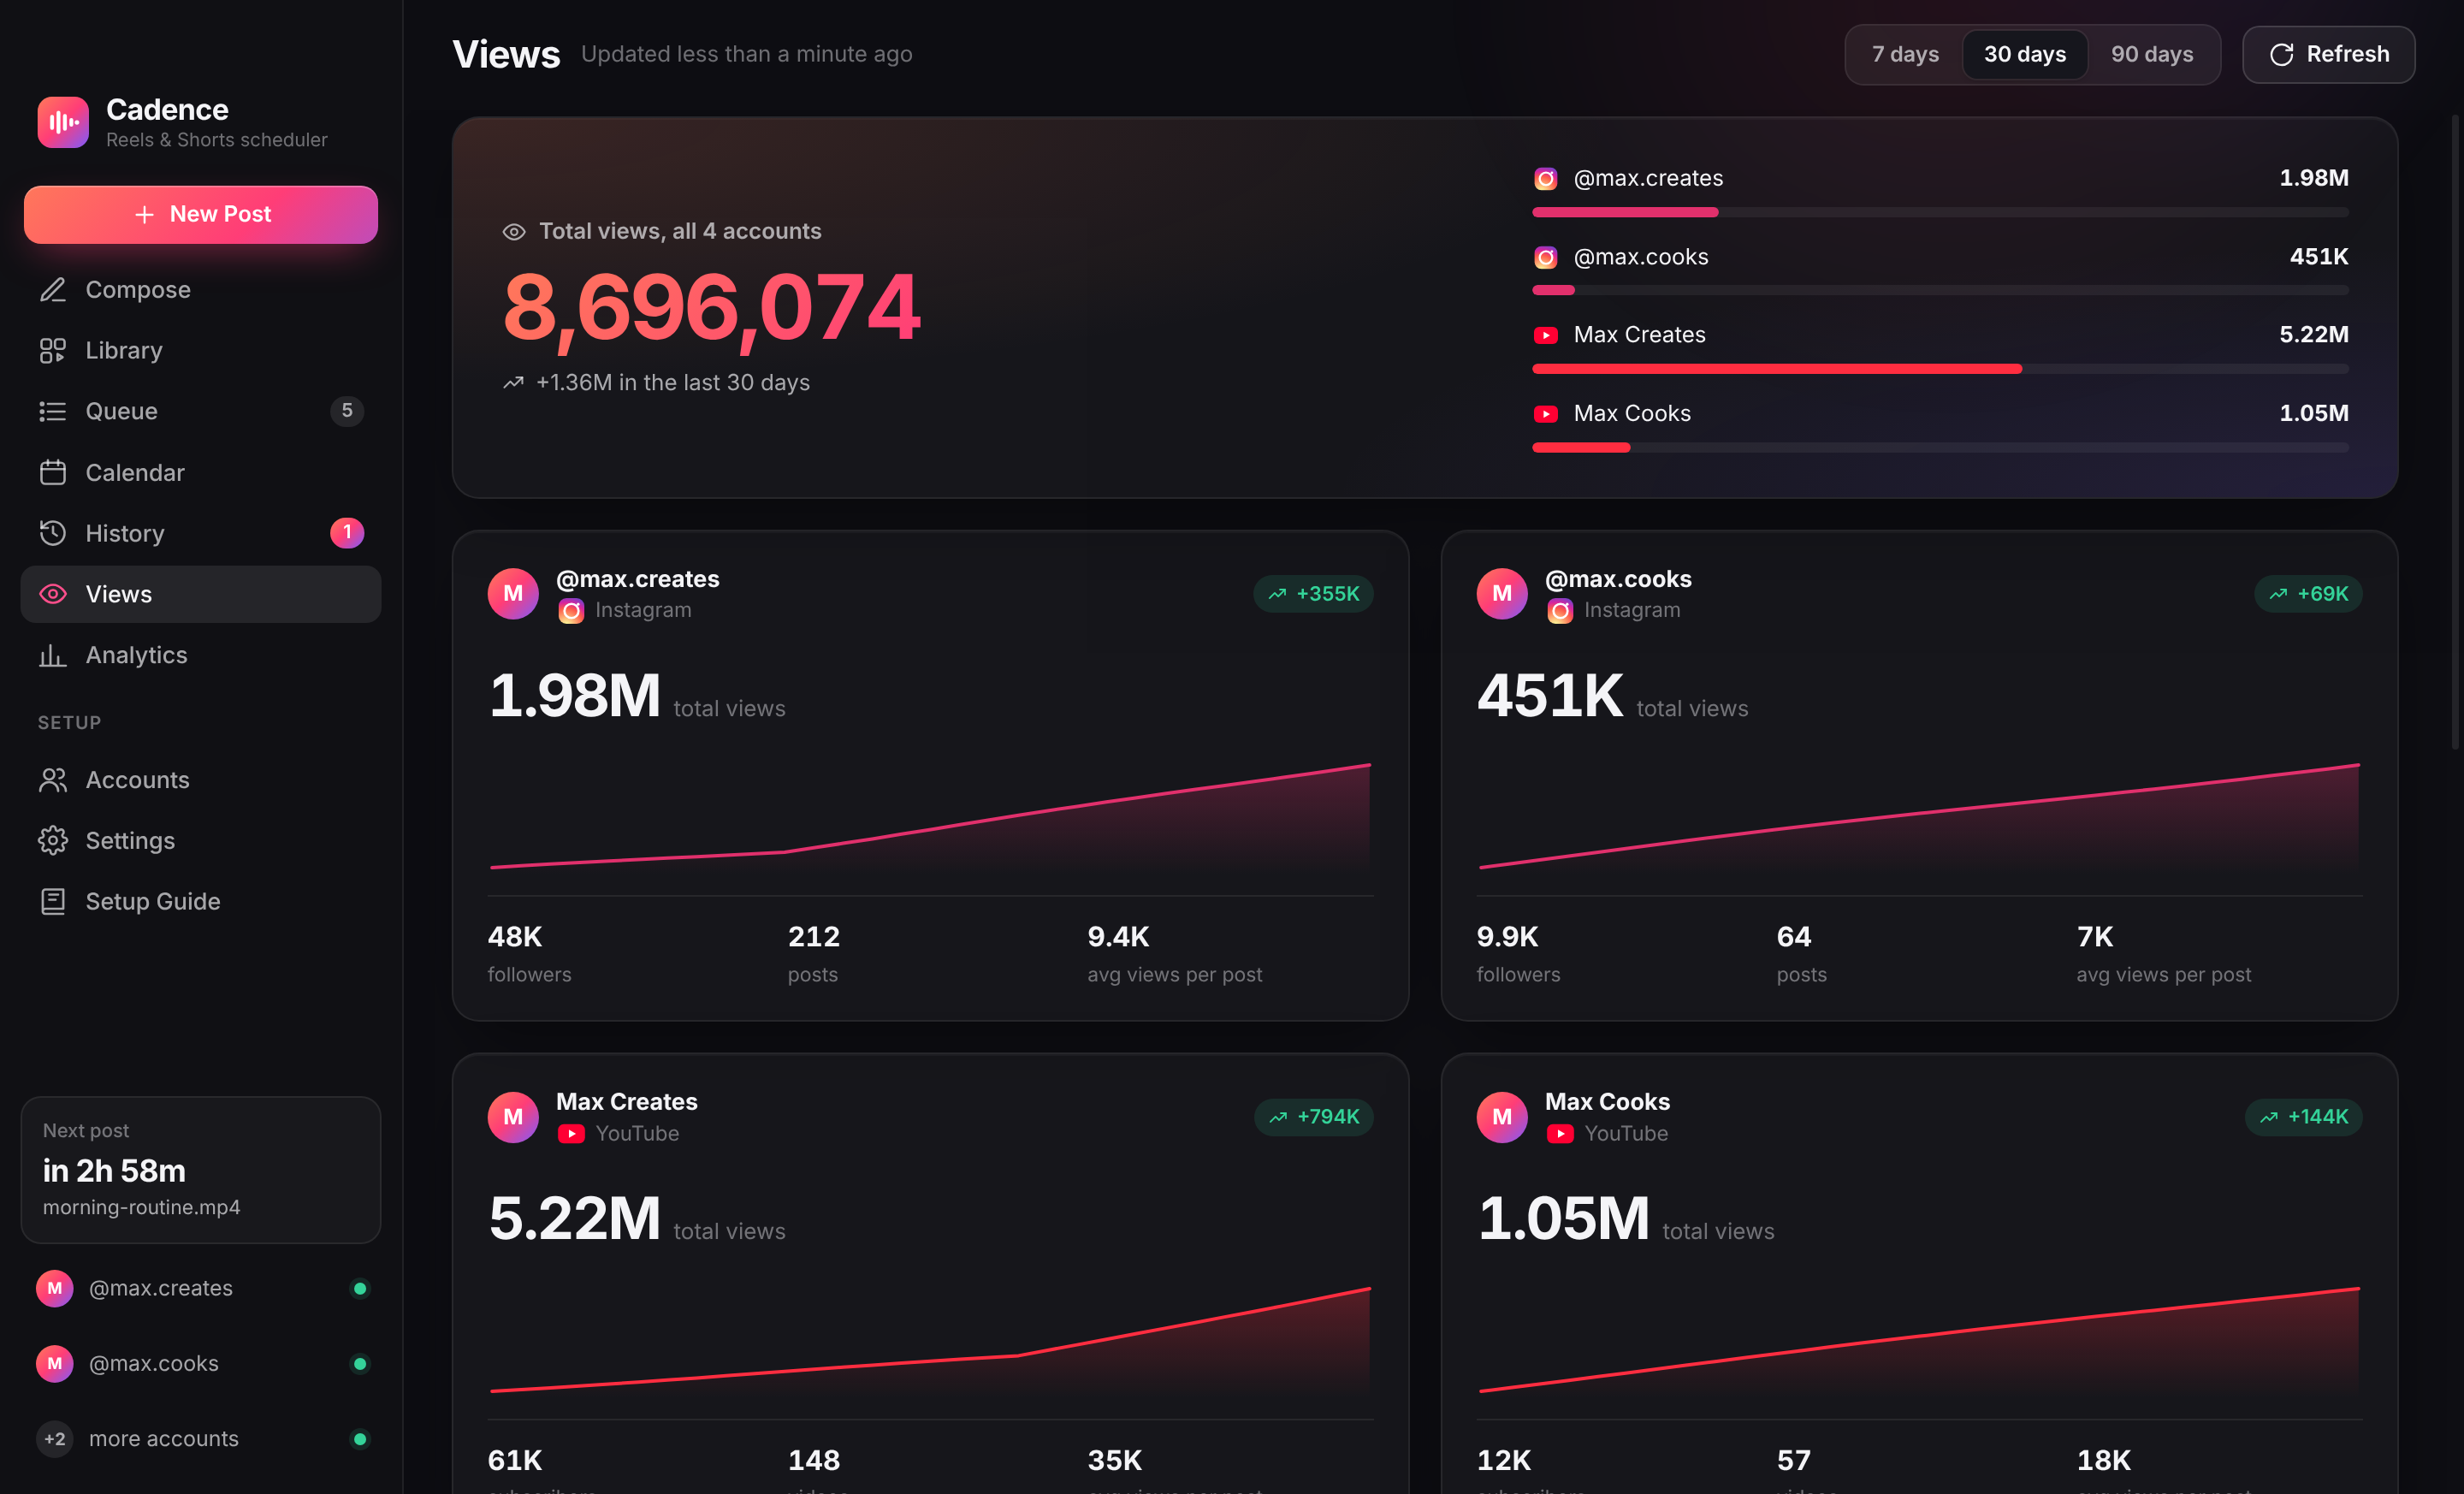 Cadence
Reels & Shorts scheduler
New Post
Compose
Library
Queue
5
Calendar
History
1
Views
Analytics
SETUP
Accounts
Settings
Setup Guide
Next post
in 2h 58m
morning-routine.mp4
M @max.creates
M @max.cooks
+2 more accounts
Views Updated less than a minute ago
7 days 30 days 90 days Refresh
Total views, all 4 accounts
8,696,074
+1.36M in the last 30 days
@max.creates 1.98M
@max.cooks 451K
Max Creates 5.22M
Max Cooks 1.05M
M @max.creates
Instagram
+355K
1.98M total views
48K 212 9.4K
followers posts avg views per post
M @max.cooks
Instagram
+69K
451K total views
9.9K 64 7K
followers posts avg views per post
M Max Creates
YouTube
+794K
5.22M total views
61K 148 35K
M Max Cooks
YouTube
+144K
1.05M total views
12K 57 18K